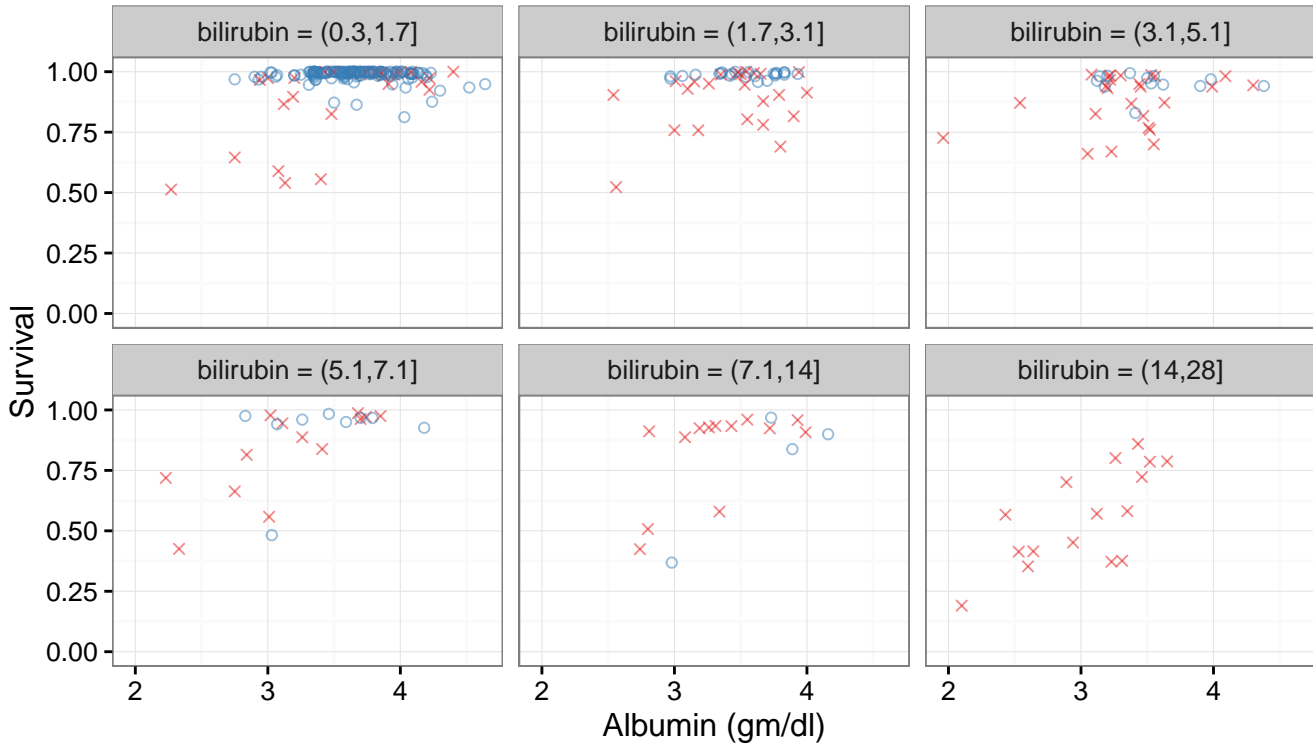 bilirubin = (0.3,1.7]
bilirubin = (1.7,3.1]
bilirubin = (3.1,5.1]
1.00
0.75
0.50
0.25
0.00
Survival
bilirubin = (5.1,7.1]
bilirubin = (7.1,14]
bilirubin = (14,28]
1.00
0.75
0.50
0.25
0.00
2 3 4
2 3 4
2 3 4
Albumin (gm/dl)